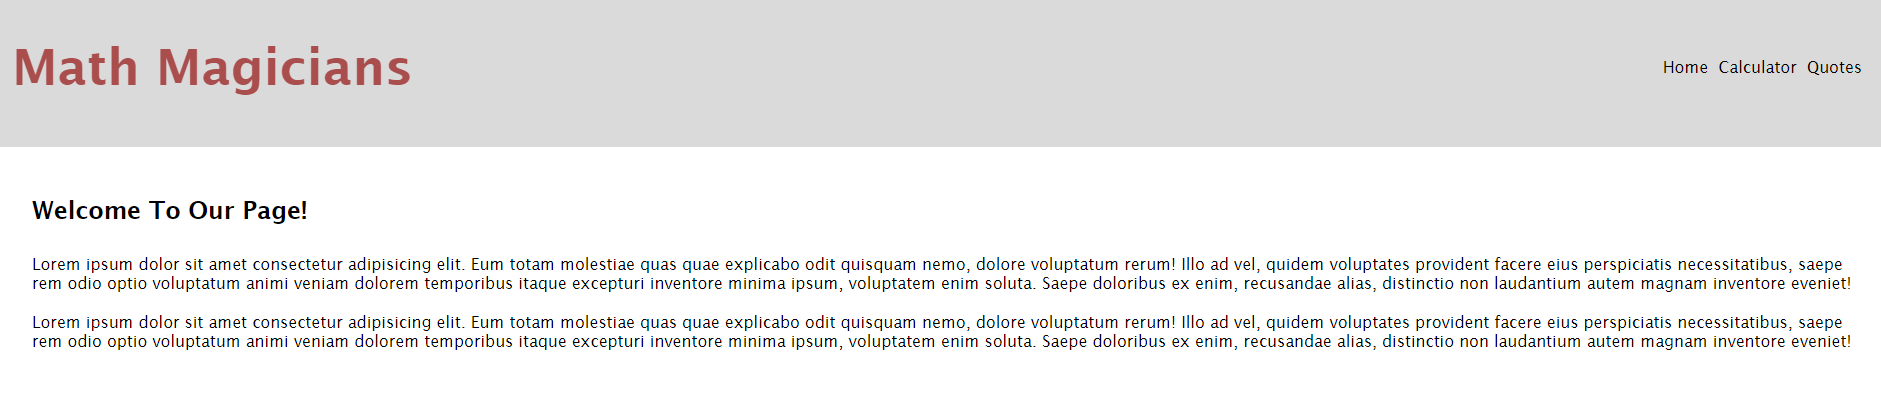 Math Magicians
Home Calculator Quotes
Welcome To Our Page!
Lorem ipsum dolor sit amet consectetur adipisicing elit. Eum totam molestiae quas quae explicabo odit quisquam nemo, dolore voluptatum rerum! Illo ad vel, quidem voluptates provident facere eius perspiciatis necessitatibus, saepe
rem odio optio voluptatum animi veniam dolorem temporibus itaque excepturi inventore minima ipsum, voluptatem enim soluta. Saepe doloribus ex enim, recusandae alias, distinctio non laudantium autem magnam inventore eveniet!
Lorem ipsum dolor sit amet consectetur adipisicing elit. Eum totam molestiae quas quae explicabo odit quisquam nemo, dolore voluptatum rerum! Illo ad vel, quidem voluptates provident facere eius perspiciatis necessitatibus, saepe
rem odio optio voluptatum animi veniam dolorem temporibus itaque excepturi inventore minima ipsum, voluptatem enim soluta. Saepe doloribus ex enim, recusandae alias, distinctio non laudantium autem magnam inventore eveniet!